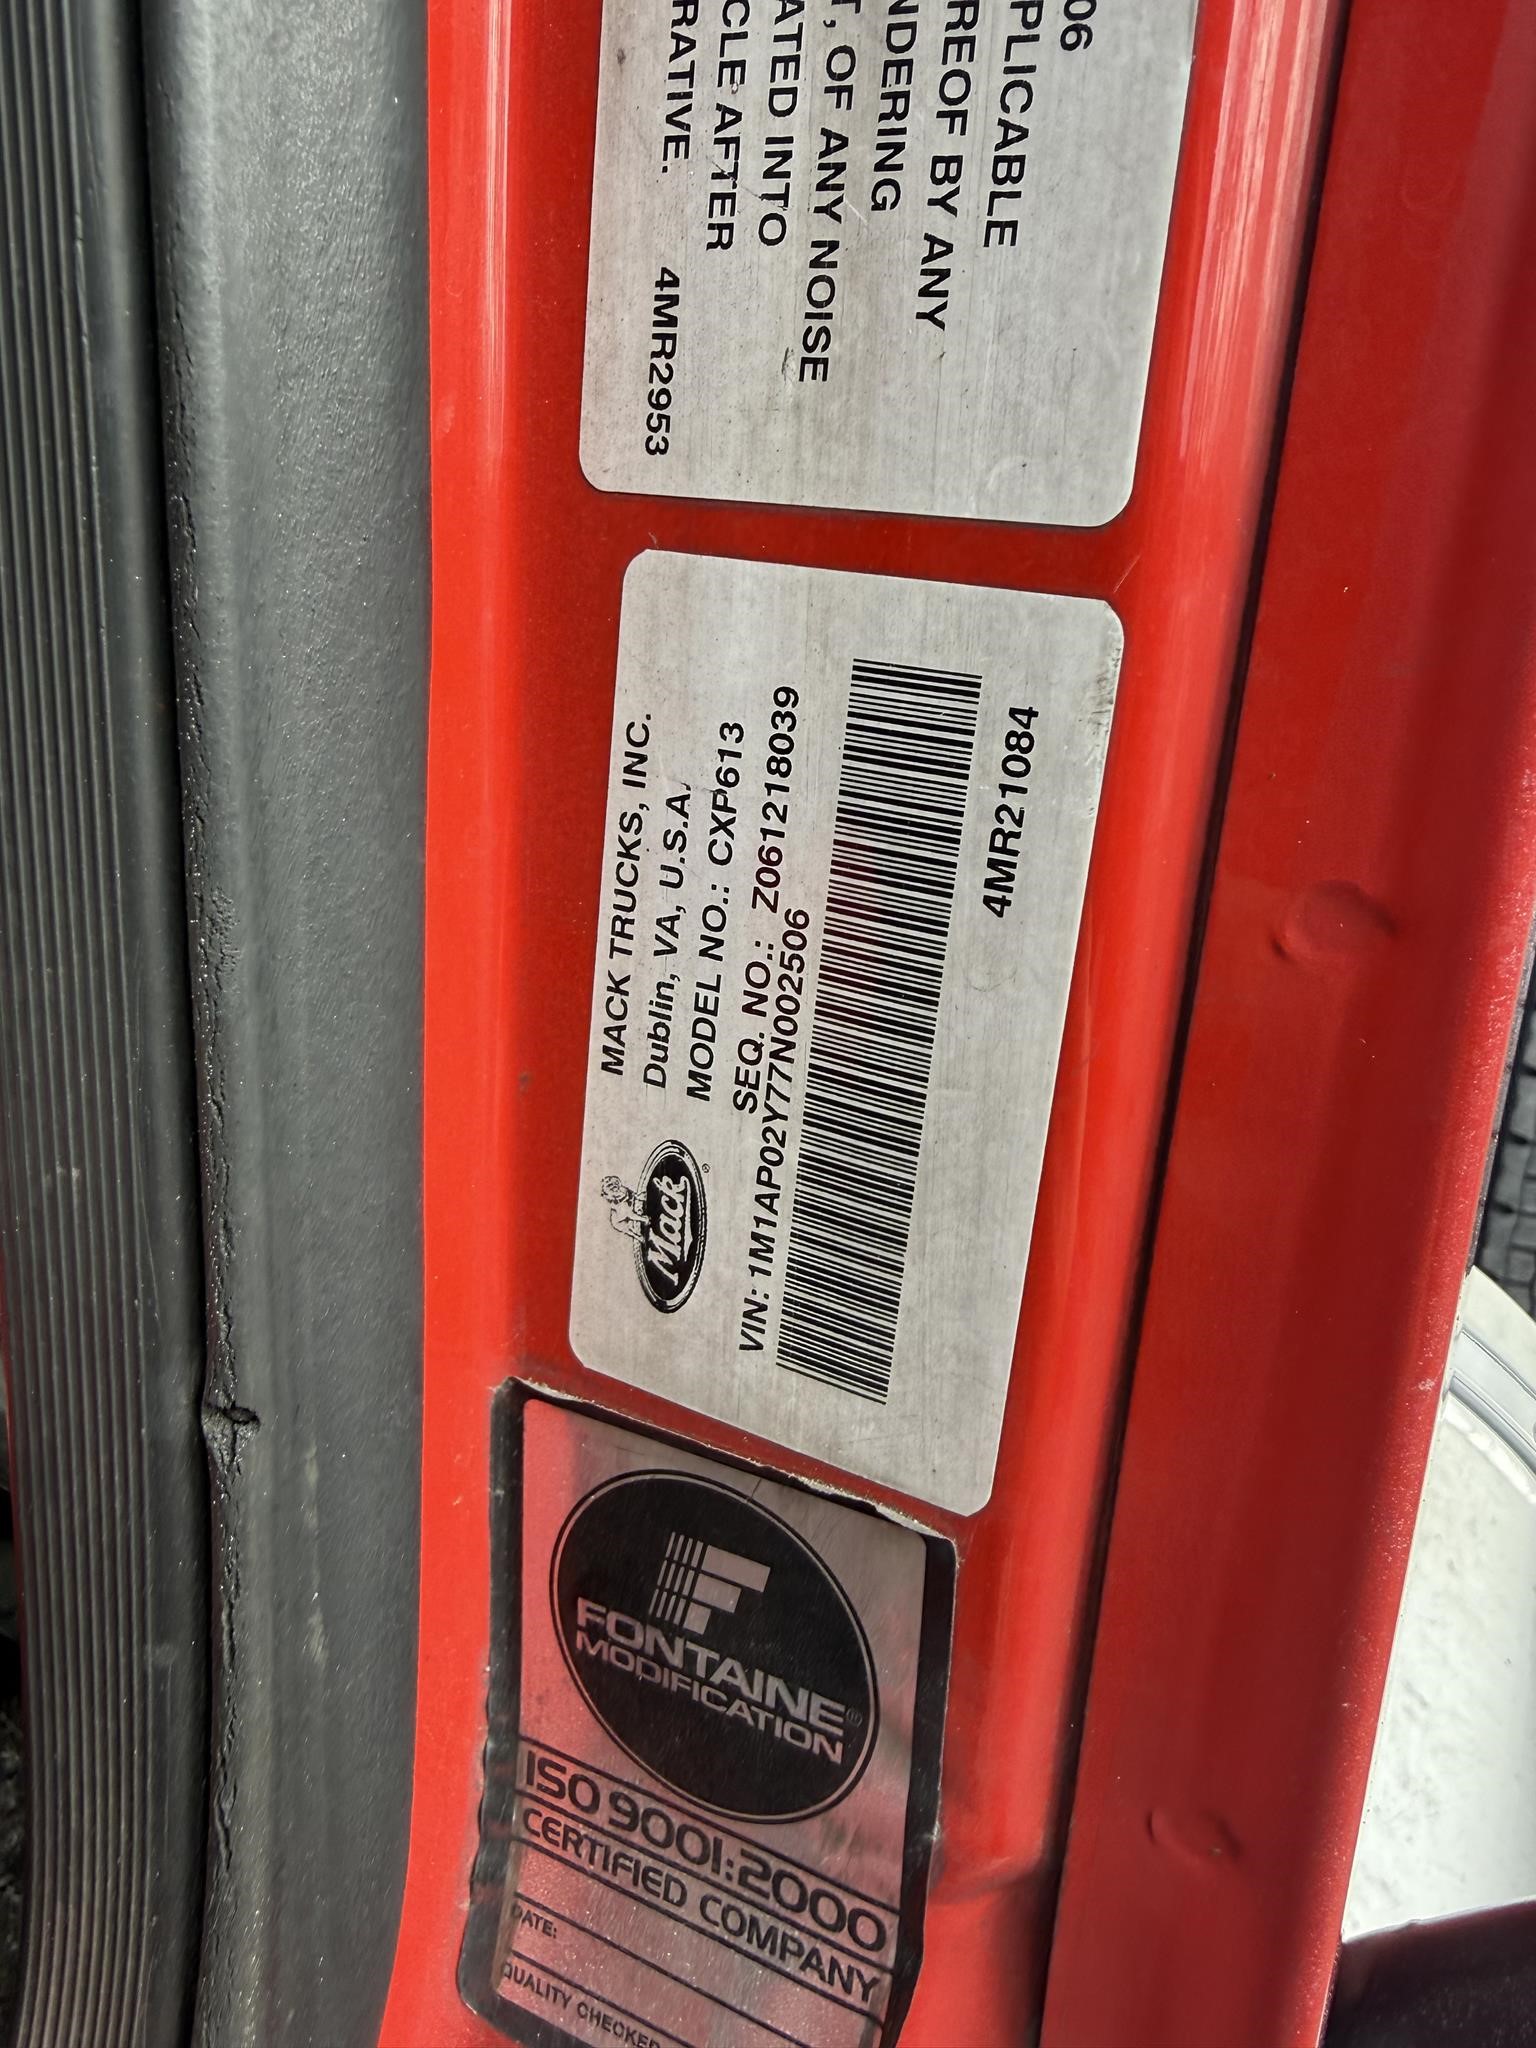 06
PLICABLE
REOF BY ANY
NDERING
T, OF ANY NOISE
ATED INTO
CLE AFTER
RATIVE.
4MR2953
MACK TRUCKS, INC.
Dublin, VA, U.S.A.
MODEL NO.: CXP613
SEQ. NO.: Z061218039
VIN: 1M1AP02Y77N002506
4MR21084
Mack®
FONTAINE®
MODIFICATION
ISO 9001:2000
CERTIFIED COMPANY
DATE:
QUALITY CHECKED